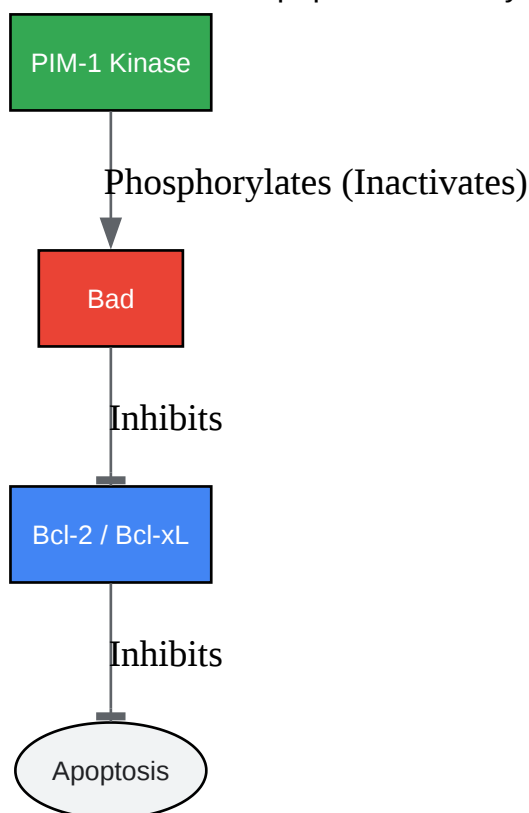 PIM-1 Kinase
Phosphorylates (Inactivates)
Bad
Inhibits
Bcl-2 / Bcl-xL
Inhibits
Apoptosis